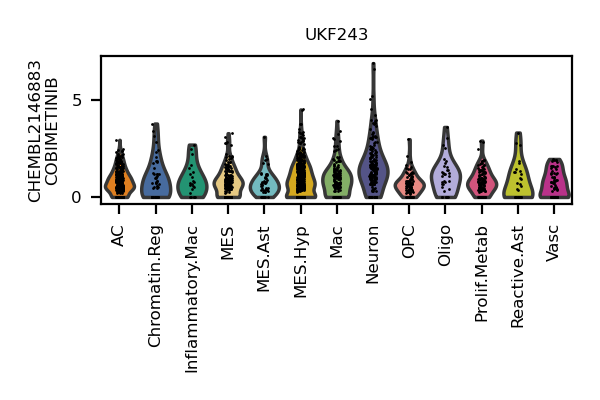 UKF243
CHEMBL2146883
COBIMETINIB
5
0
AC
Chromatin.Reg
Inflammatory.Mac
MES
MES.Ast
MES.Hyp
Mac
Neuron
OPC
Oligo
Prolif.Metab
Reactive.Ast
Vasc